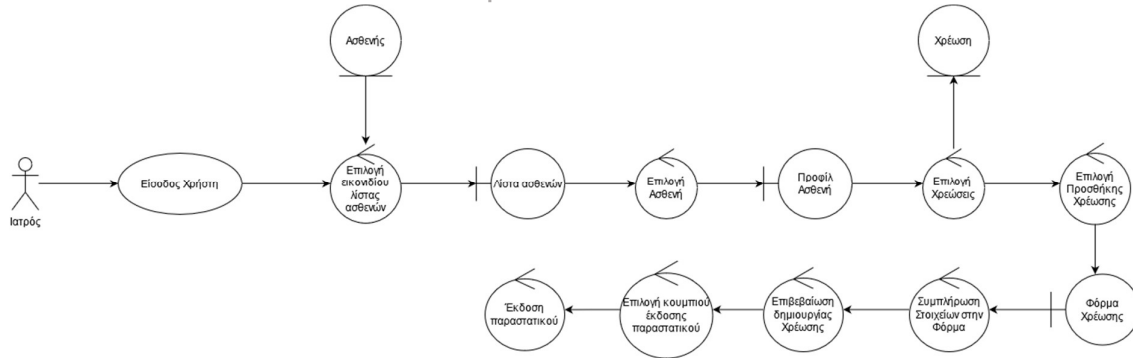 Ασθενής
Χρέωση
Ιατρός
Είσοδος Χρήστη
Επιλογή
εικονιδίου
λίστας
ασθενών
Λίστα ασθενών
Επιλογή
Ασθενή
Προφίλ
Ασθενή
Επιλογή
Χρεώσεις
Επιλογή
Προσθήκης
Χρέωσης
Έκδοση
παραστατικού
Επιλογή κουμπιού
έκδοσης
παραστατικού
Επιβεβαίωση
δημιουργίας
Χρέωσης
Συμπλήρωση
Στοιχείων στην
Φόρμα
Φόρμα
Χρέωσης